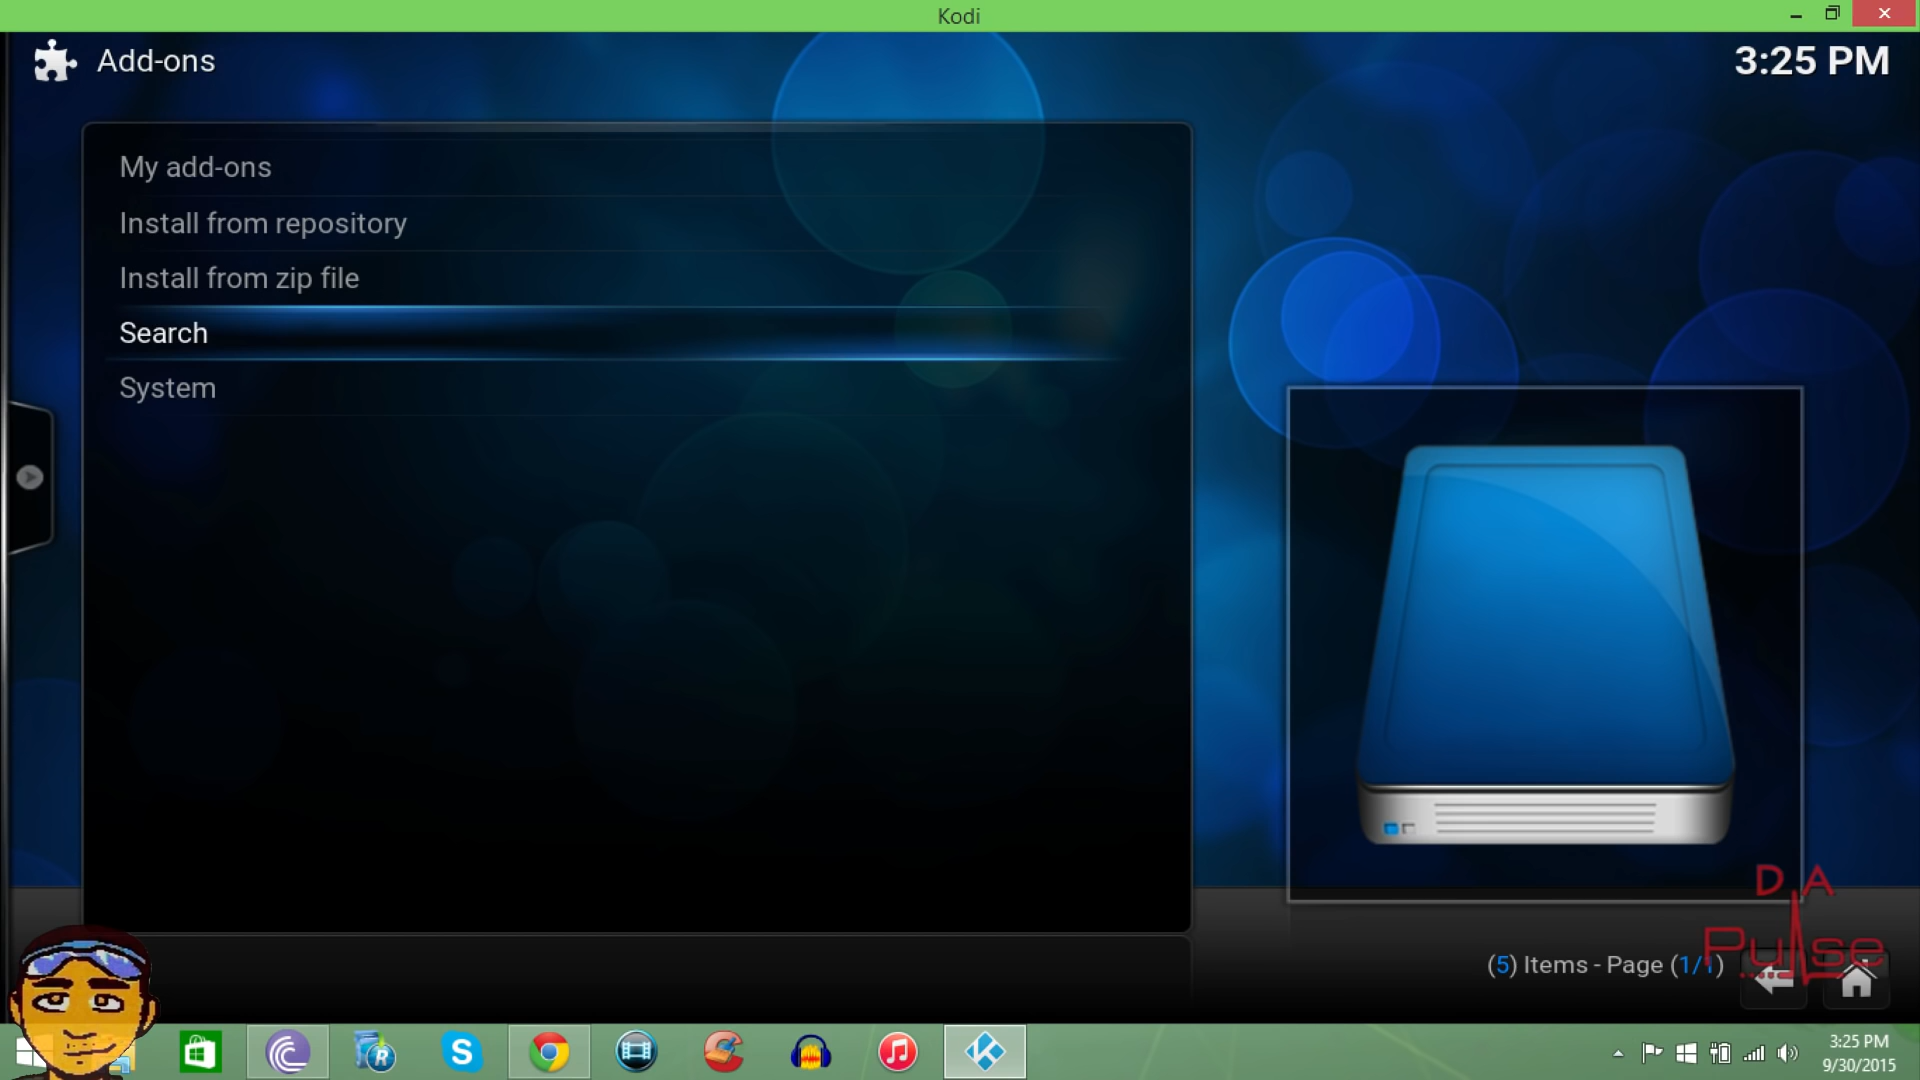 Kodi
Add-ons
3:25 PM
My add-ons
Install from repository
Install from zip file
Search
System
DA
Pulse
(5) Items - Page (1/1)
3:25 PM
9/30/2015